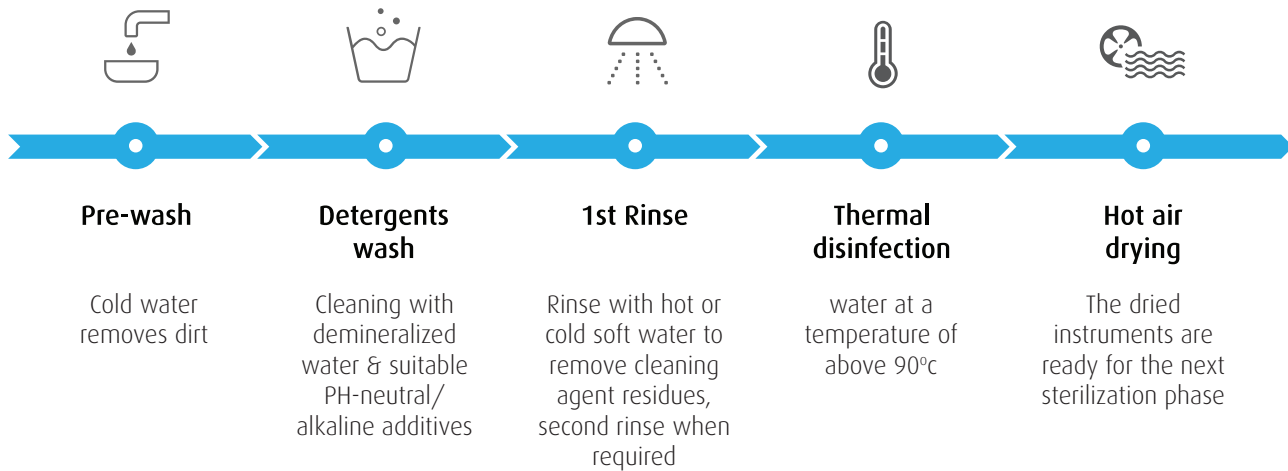 Pre-wash
Cold water
removes dirt
Detergents
wash
Cleaning with
demineralized
water & suitable
PH-neutral/
alkaline additives
1st Rinse
Rinse with hot or
cold soft water to
remove cleaning
agent residues,
second rinse when
required
Thermal
disinfection
water at a
temperature of
above 90ºc
Hot air
drying
The dried
instruments are
ready for the next
sterilization phase